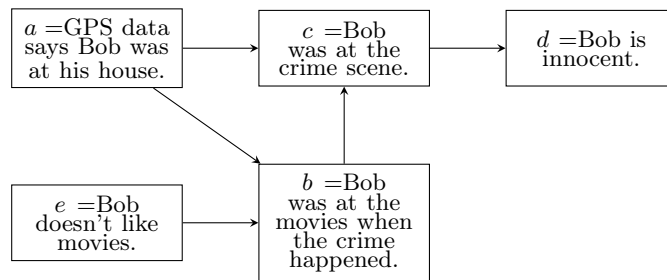 a =GPS data
says Bob was
at his house.
c =Bob
was at the
crime scene.
d =Bob is
innocent.
e =Bob
doesn't like
movies.
b =Bob
was at the
movies when
the crime
happened.